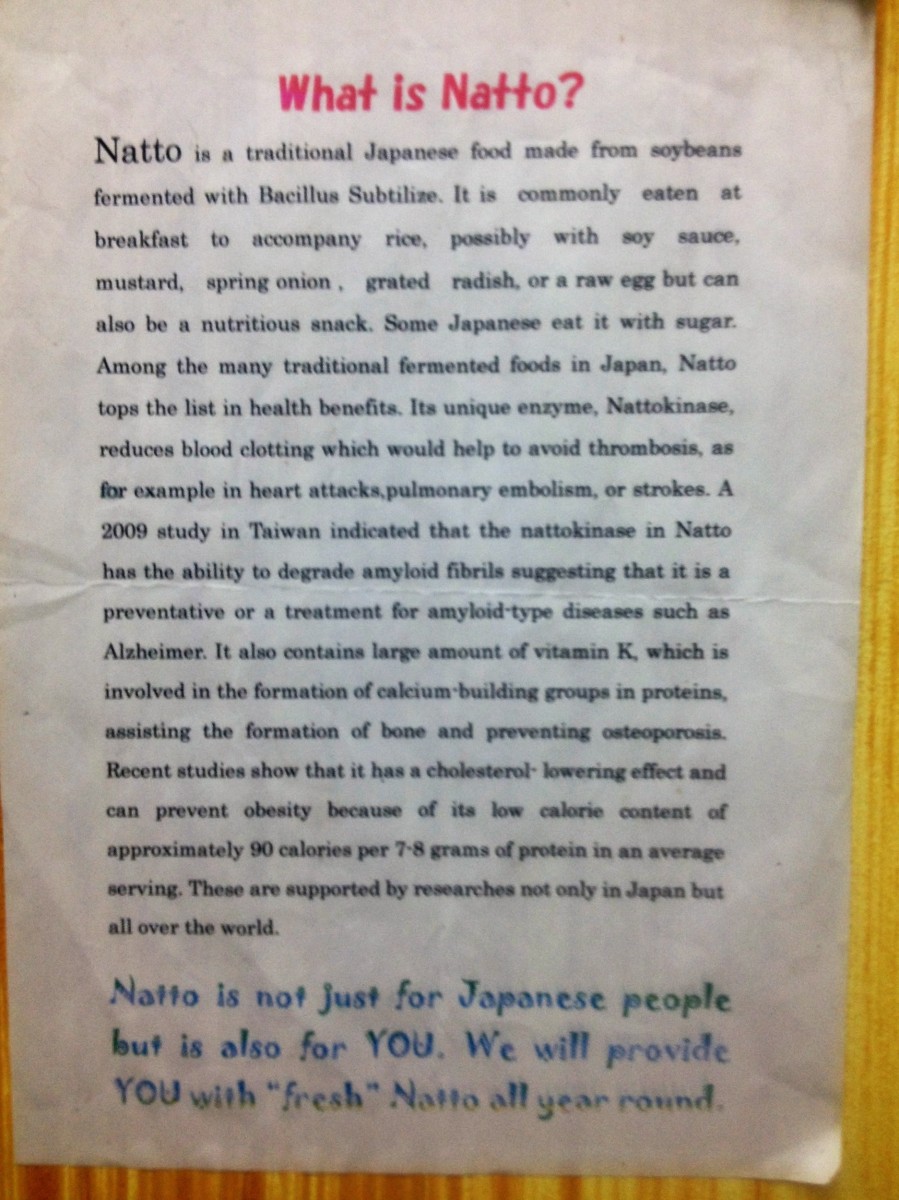 What is Natto?
Natto is a traditional Japanese food made from soybeans
fermented with Bacillus Subtilize. It is commonly eaten at
breakfast to accompany rice, possibly with soy sauce,
mustard, spring onion , grated radish, or a raw egg but can
also be a nutritious snack. Some Japanese eat it with sugar.
Among the many traditional fermented foods in Japan, Natto
tops the list in health benefits. Its unique enzyme, Nattokinase,
reduces blood clotting which would help to avoid thrombosis, as
for example in heart attacks,pulmonary embolism, or strokes. A
2009 study in Taiwan indicated that the nattokinase in Natto
has the ability to degrade amyloid fibrils suggesting that it is a
preventative or a treatment for amyloid-type diseases such as
Alzheimer. It also contains large amount of vitamin K, which is
involved in the formation of calcium-building groups in proteins,
assisting the formation of bone and preventing osteoporosis.
Recent studies show that it has a cholesterol- lowering effect and
can prevent obesity because of its low calorie content of
approximately 90 calories per 7-8 grams of protein in an average
serving. These are supported by researches not only in Japan but
all over the world.
Natto is not just for Japanese people
but is also for YOU. We will provide
YOU with "fresh" Natto all year round.